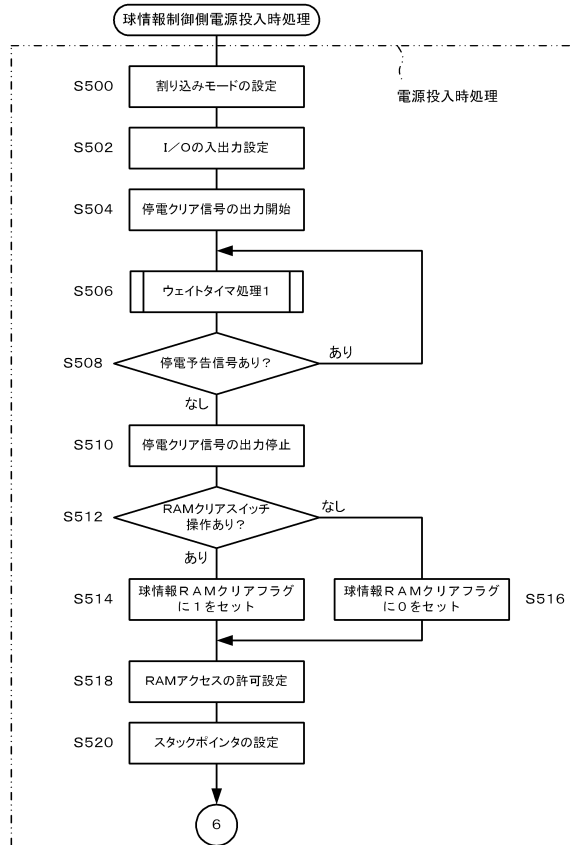 球情報制御側電源投入時処理
電源投入時処理
S500
割り込みモードの設定
S502
I/Oの入出力設定
S504
停電クリア信号の出力開始
S506
ウェイトタイマ処理1
S508
停電予告信号あり?
あり
なし
S510
停電クリア信号の出力停止
S512
RAMクリアスイッチ
操作あり?
なし
あり
S514
球情報RAMクリアフラグ
に1をセット
球情報RAMクリアフラグ
に0をセット
S516
S518
RAMアクセスの許可設定
S520
スタックポインタの設定
6